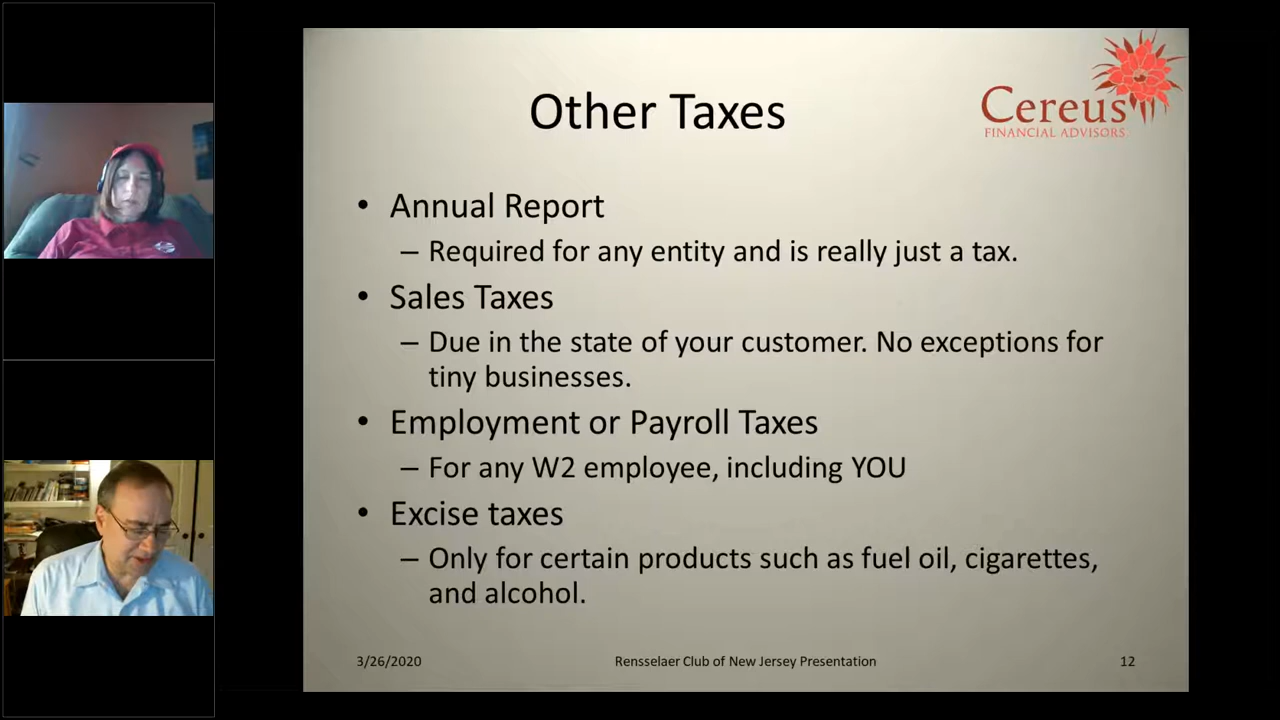 Other Taxes
Cereus
FINANCIAL ADVISORS
• Annual Report
– Required for any entity and is really just a tax.
• Sales Taxes
– Due in the state of your customer. No exceptions for
tiny businesses.
• Employment or Payroll Taxes
– For any W2 employee, including YOU
• Excise taxes
– Only for certain products such as fuel oil, cigarettes,
and alcohol.
3/26/2020
Rensselaer Club of New Jersey Presentation
12